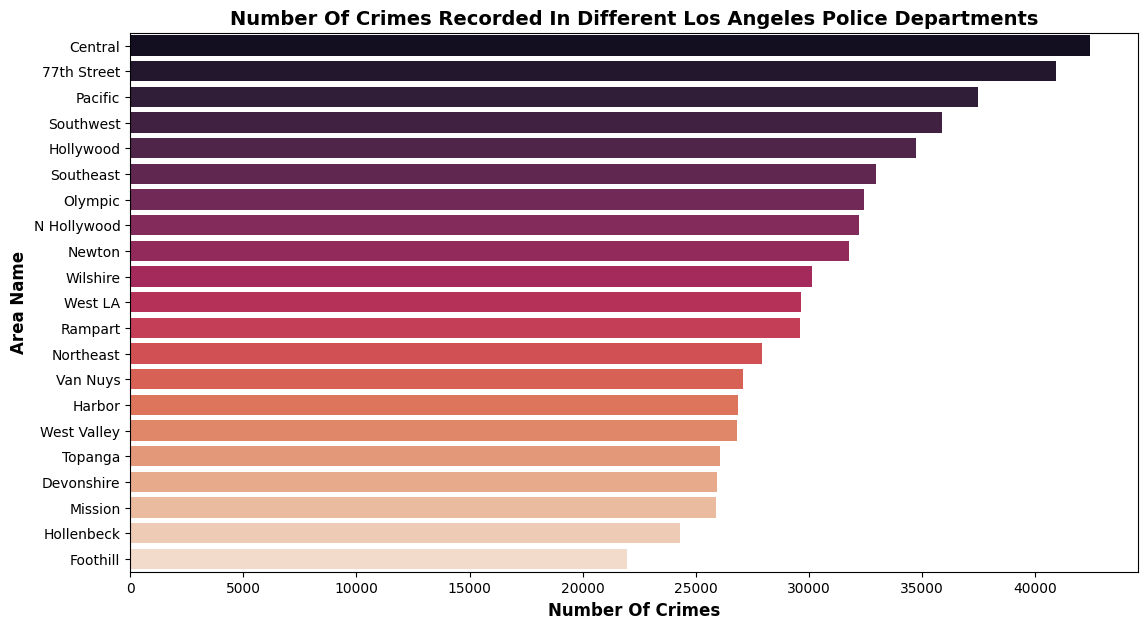 Number Of Crimes Recorded In Different Los Angeles Police Departments
Area Name
Central
77th Street
Pacific
Southwest
Hollywood
Southeast
Olympic
N Hollywood
Newton
Wilshire
West LA
Rampart
Northeast
Van Nuys
Harbor
West Valley
Topanga
Devonshire
Mission
Hollenbeck
Foothill
0 5000 10000 15000 20000 25000 30000 35000 40000
Number Of Crimes